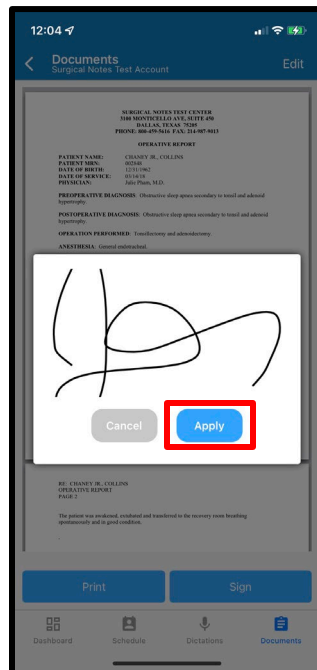 12:04
Documents
Surgical Notes Test Account
Edit
SURGICAL NOTES TEST CENTER
3100 MONTICELLO AVE, SUITE 450
DALLAS, TEXAS 75205
PHONE: 800-459-5616 FAX: 214-987-9813
OPERATIVE REPORT
PATIENT NAME: CHANEY JR., COLLINS
PATIENT MRN: 002840
DATE OF BIRTH: 12/31/1962
DATE OF SERVICE: 03/14/18
PHYSICIAN: Julie Pham, M.D.
PREOPERATIVE DIAGNOSIS: Obstructive sleep apnea secondary to tonsil and adenoid
hypertrophy.
POSTOPERATIVE DIAGNOSIS: Obstructive sleep apnea secondary to tonsil and adenoid
hypertrophy.
OPERATION PERFORMED: Tonsillectomy and adenoidectomy.
ANESTHESIA: General endotracheal.
Cancel
Apply
RE: CHANEY JR., COLLINS
OPERATIVE REPORT
PAGE 2
The patient was awakened, extubated and transferred to the recovery room breathing
spontaneously and in good condition.
Print
Sign
Dashboard
Schedule
Dictations
Documents